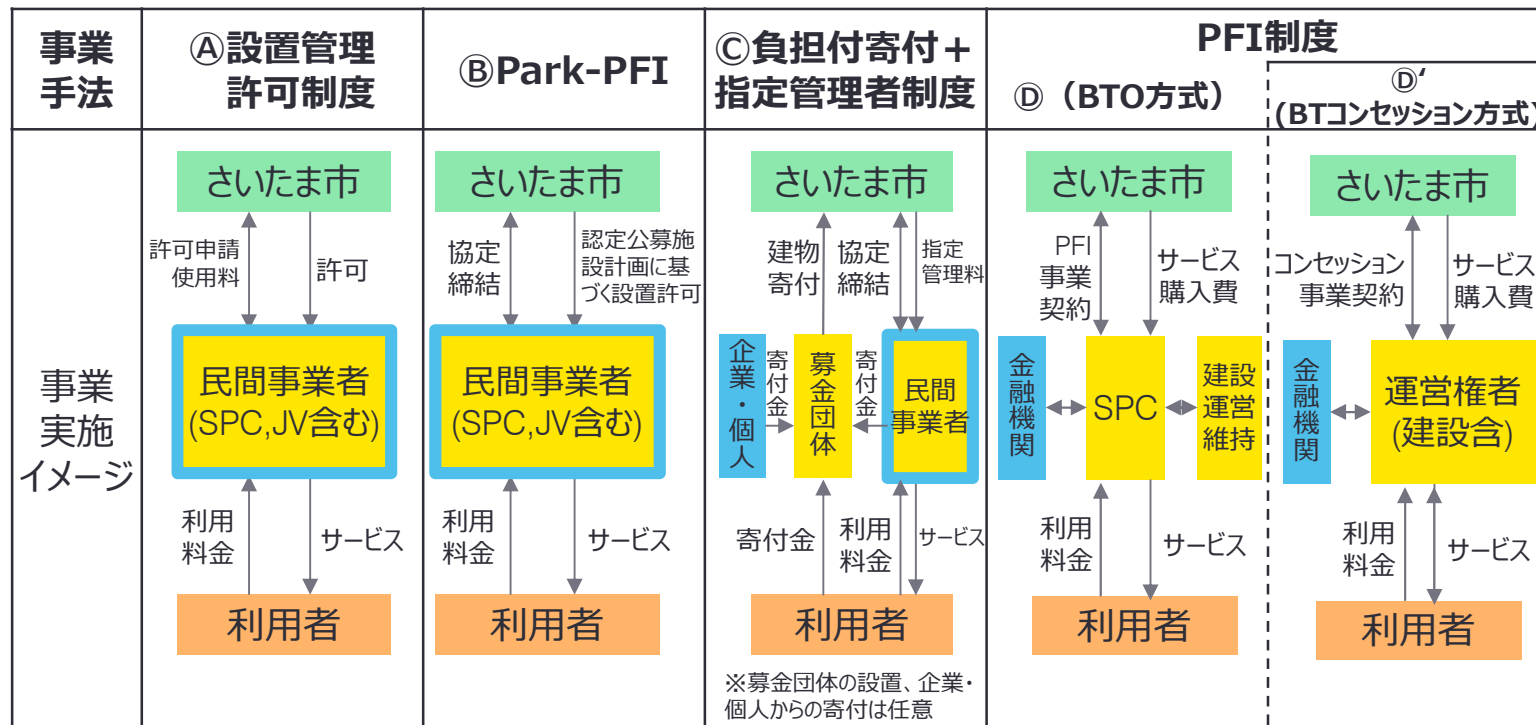 事業
手法
Ⓐ設置管理
許可制度
ⒷPark-PFI
Ⓒ負担付寄付＋
指定管理者制度
PFI制度
Ⓓ（BTO方式）
Ⓓ‘
(BTコンセッション方式)
事業
実施
イメージ
さいたま市
許可申請
使用料
許可
民間事業者
(SPC,JV含む)
利用
料金
サービス
利用者
さいたま市
協定
締結
認定公募施
設計画に基
づく設置許可
民間事業者
(SPC,JV含む)
利用
料金
サービス
利用者
さいたま市
建物
寄付
協定
締結
指定
管理料
企業・個人
寄付金
募金団体
寄付金
民間
事業者
寄付金
利用
料金
サービス
利用者
※募金団体の設置、企業・
個人からの寄付は任意
さいたま市
PFI
事業
契約
サービス
購入費
金融機関
SPC
建設
運営
維持
利用
料金
サービス
利用者
さいたま市
コンセッション
事業契約
サービス
購入費
金融機関
運営権者
(建設含)
利用
料金
サービス
利用者